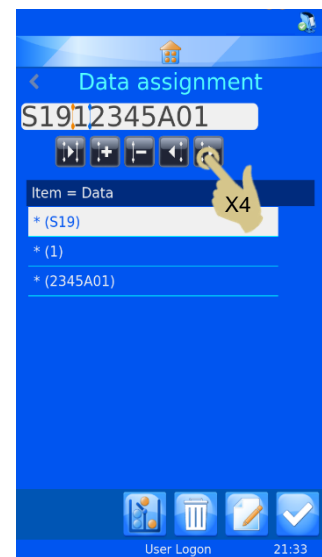 Data assignment
S1912345A01
X4
Item = Data
* (S19)
* (1)
* (2345A01)
User Logon 21:33